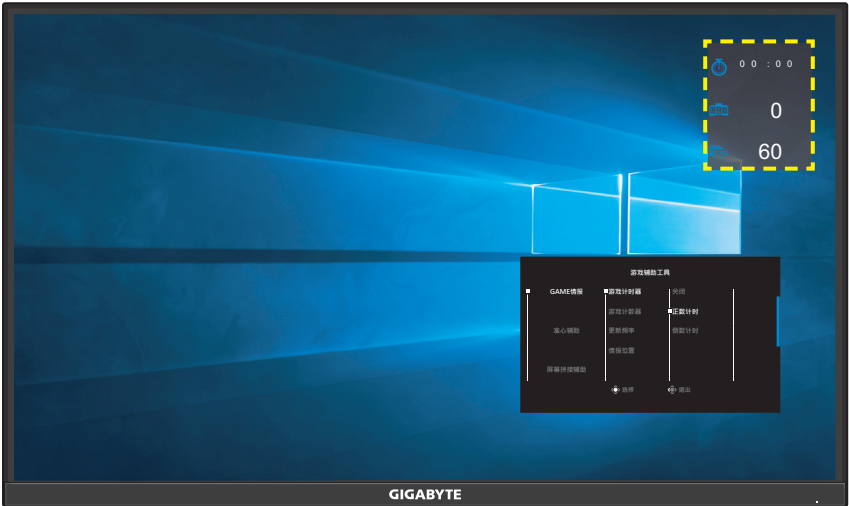 00:00
0
60
游戏辅助工具
GAME情报 游戏计时器 关闭
游戏计数器 正数计时
准心辅助 更新频率 倒数计时
情报位置
屏幕拼接辅助
选择 退出
GIGABYTE